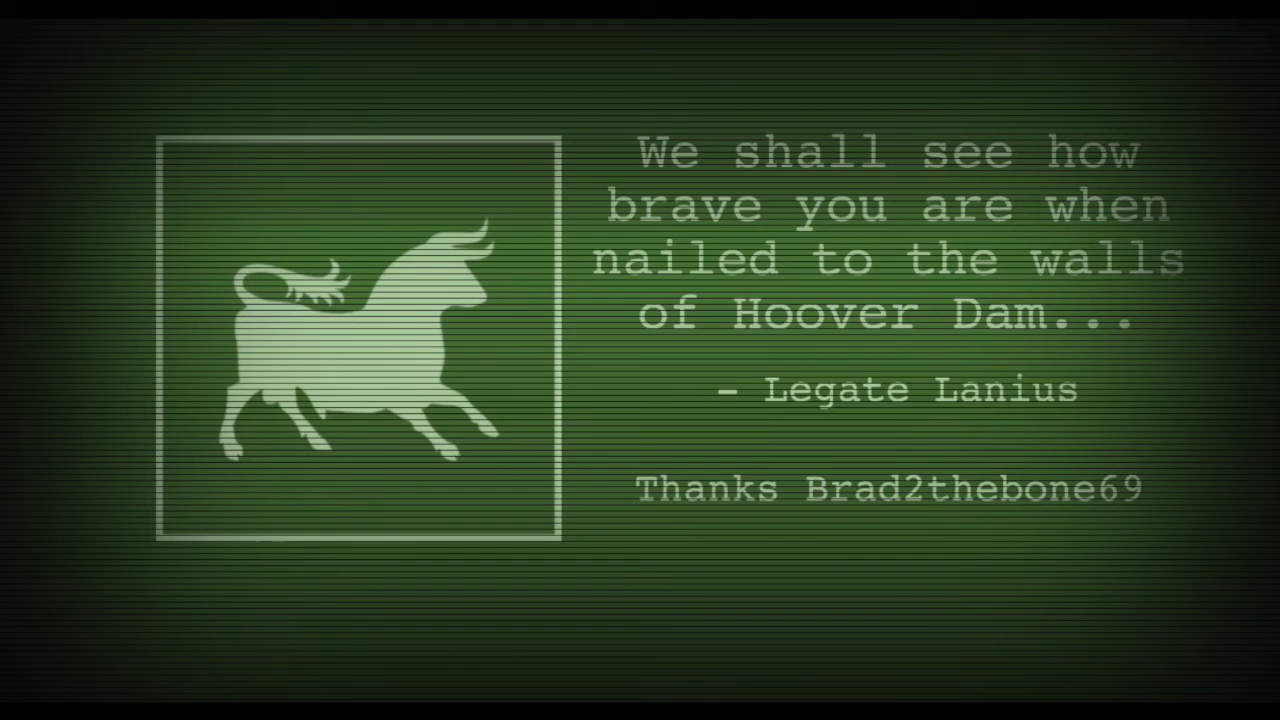 We shall see how
brave you are when
nailed to the walls
of Hoover Dam...
- Legate Lanius
Thanks Brad2thebone69